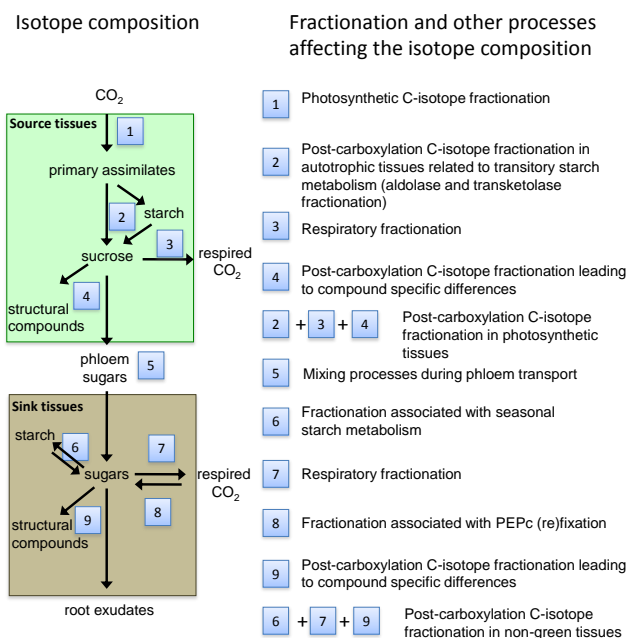 Isotope composition
Fractionation and other processes
affecting the isotope composition
CO2
Source tissues
1
primary assimilates
2
starch
3
sucrose
respired
CO2
4
structural
compounds
phloem
sugars
5
Sink tissues
starch
6
7
sugars
respired
CO2
8
9
structural
compounds
root exudates
1 Photosynthetic C-isotope fractionation
2 Post-carboxylation C-isotope fractionation in
autotrophic tissues related to transitory starch
metabolism (aldolase and transketolase
fractionation)
3 Respiratory fractionation
4 Post-carboxylation C-isotope fractionation leading
to compound specific differences
2 + 3 + 4 Post-carboxylation C-isotope
fractionation in photosynthetic
tissues
5 Mixing processes during phloem transport
6 Fractionation associated with seasonal
starch metabolism
7 Respiratory fractionation
8 Fractionation associated with PEPc (re)fixation
9 Post-carboxylation C-isotope fractionation leading
to compound specific differences
6 + 7 + 9 Post-carboxylation C-isotope
fractionation in non-green tissues